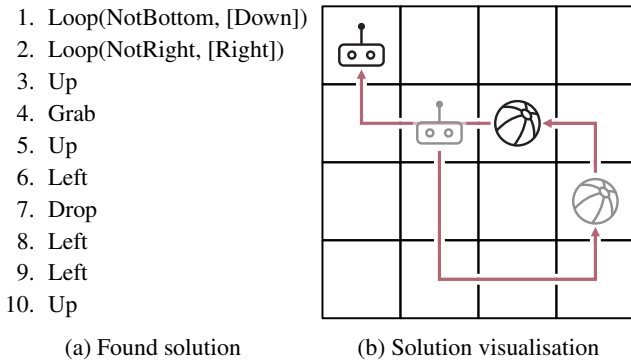 1. Loop(NotBottom, [Down])
2. Loop(NotRight, [Right])
3. Up
4. Grab
5. Up
6. Left
7. Drop
8. Left
9. Left
10. Up
(a) Found solution
(b) Solution visualisation